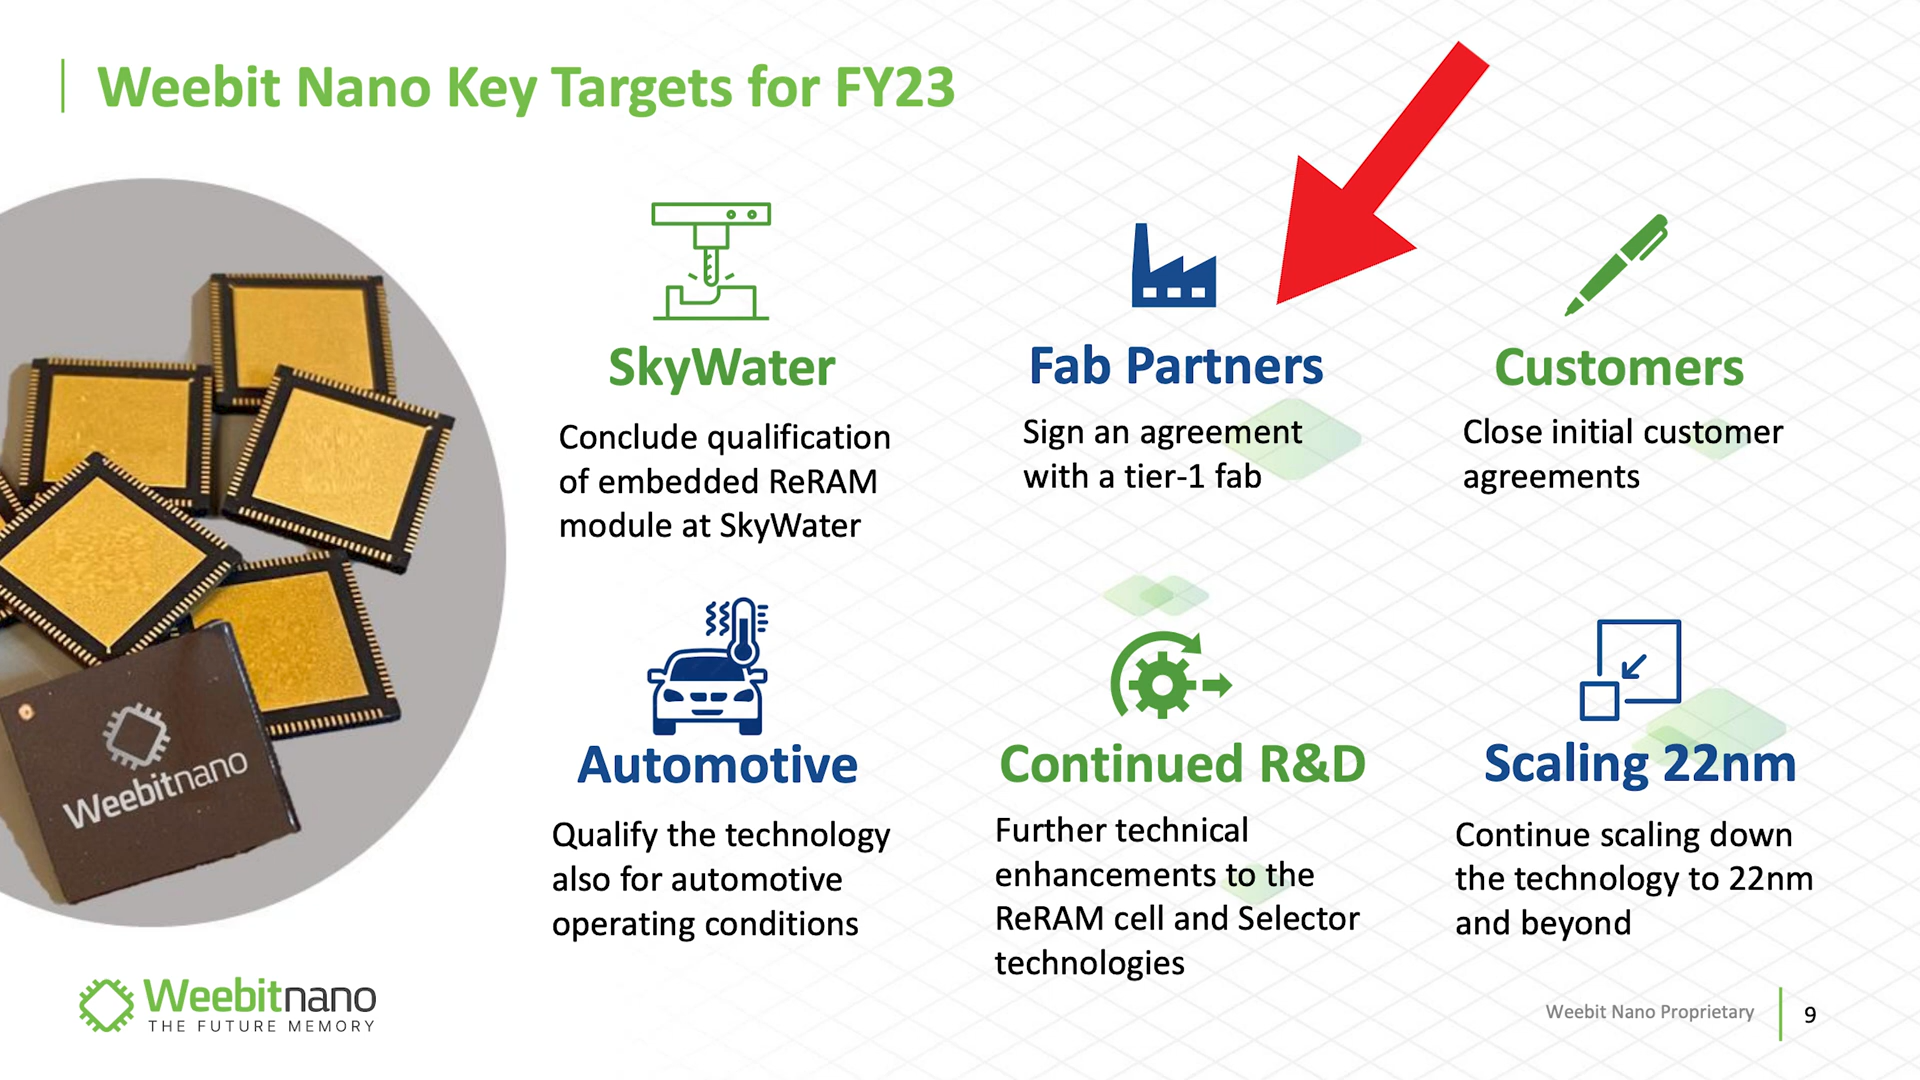 Weebit Nano Key Targets for FY23
SkyWater
Conclude qualification
of embedded ReRAM
module at SkyWater
Fab Partners
Sign an agreement
with a tier-1 fab
Customers
Close initial customer
agreements
Automotive
Qualify the technology
also for automotive
operating conditions
Continued R&D
Further technical
enhancements to the
ReRAM cell and Selector
technologies
Scaling 22nm
Continue scaling down
the technology to 22nm
and beyond
Weebitnano
Weebitnano
THE FUTURE MEMORY
Weebit Nano Proprietary
9